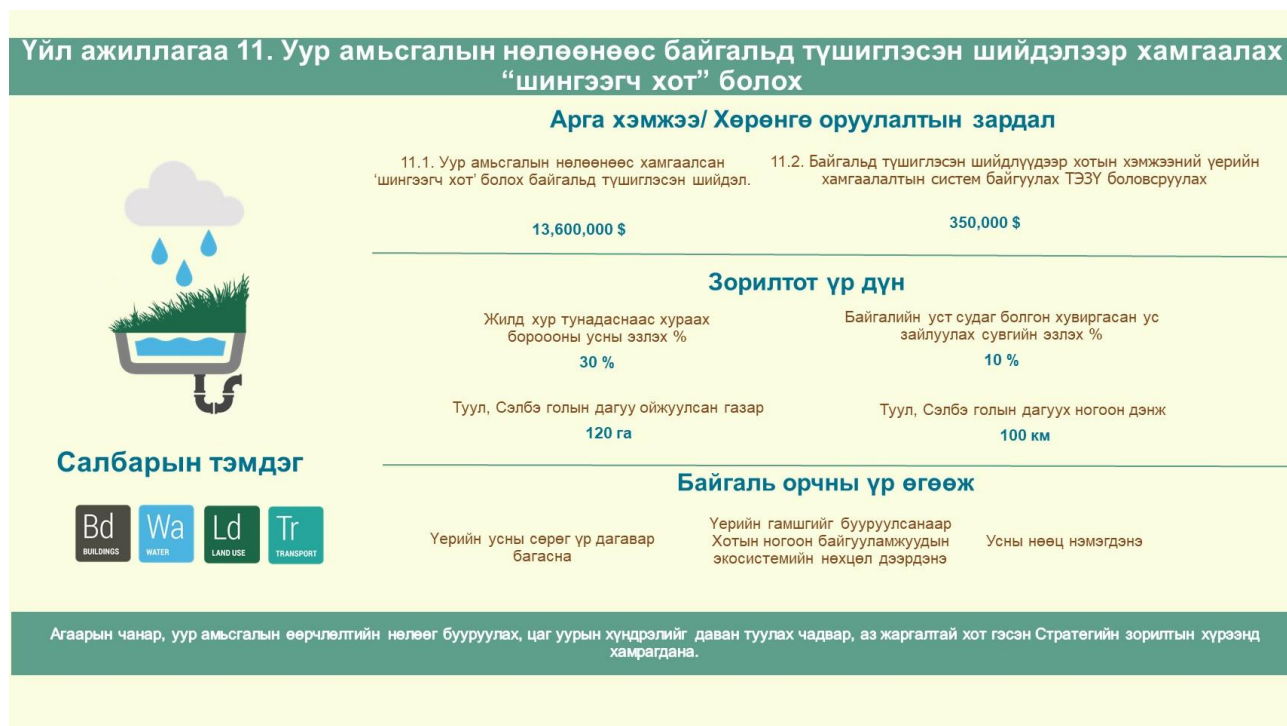 Үйл ажиллагаа 11. Уур амьсгалын нөлөөнөөс байгальд түшиглэсэн шийдэлээр хамгаалах
“шингээгч хот” болох
Арга хэмжээ/ Хөрөнгө оруулалтын зардал
11.1. Уур амьсгалын нөлөөнөөс хамгаалсан
‘шингээгч хот’ болох байгальд түшиглэсэн шийдэл.
13,600,000 $
11.2. Байгальд түшиглэсэн шийдлүүдээр хотын хэмжээний үерийн
хамгаалалтын систем байгуулах ТЭЗҮ боловсруулах
350,000 $
Зорилтот үр дүн
Жилд хур тунадаснаас хураах
бороооны усны эзлэх %
30 %
Байгалийн уст судаг болгон хувиргасан ус
зайлуулах сувгийн эзлэх %
10 %
Туул, Сэлбэ голын дагуу ойжуулсан газар
120 га
Туул, Сэлбэ голын дагуух ногоон дэнж
100 км
Салбарын тэмдэг
Bd
BUILDINGS
Wa
WATER
Ld
LAND USE
Tr
TRANSPORT
Байгаль орчны үр өгөөж
Үерийн усны сөрөг үр дагавар
багасна
Үерийн гамшгийг бууруулсанаар
Хотын ногоон байгууламжуудын
экосистемийн нөхцөл дээрдэнэ
Усны нөөц нэмэгдэнэ
Агаарын чанар, уур амьсгалын өөрчлөлтийн нөлөөг бууруулах, цаг уурын хүндрэлийг даван туулах чадвар, аз жаргалтай хот гэсэн Стратегийн зорилтын хүрээнд
хамрагдана.